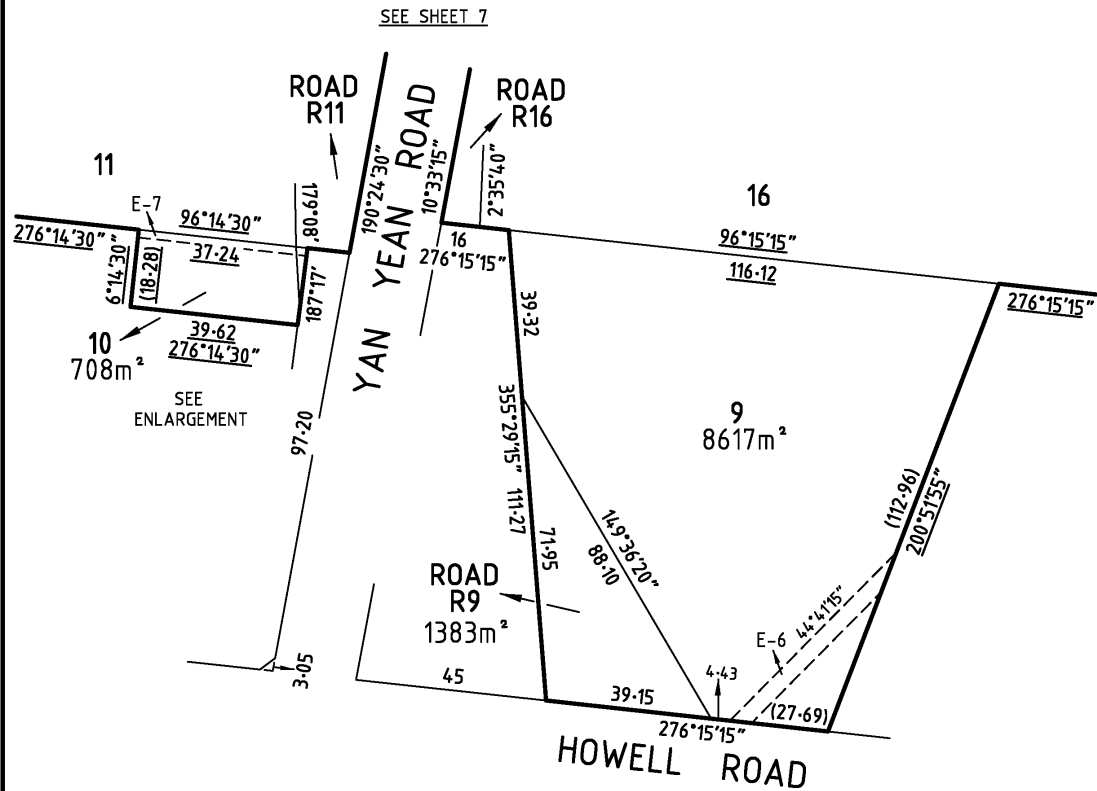 SEE SHEET 7
ROAD
R11
ROAD
R16
11
16
E-7
96°14'30"
276°14'30"
37·24
6°14'30"
(18·28)
179°08'
187°17'
190°24'30"
10°33'15"
2°35'40"
YAN YEAN ROAD
16
276°15'15"
96°15'15"
116·12
276°15'15"
39·62
276°14'30"
10
708m²
SEE
ENLARGEMENT
97·20
39·32
355°29'15"
111·27
71·95
9
8617m²
149°36'20"
88·10
(112·96)
200°51'55"
44°41'15"
E-6
ROAD
R9
1383m²
3·05
45
39·15
4·43
(27·69)
276°15'15"
HOWELL ROAD